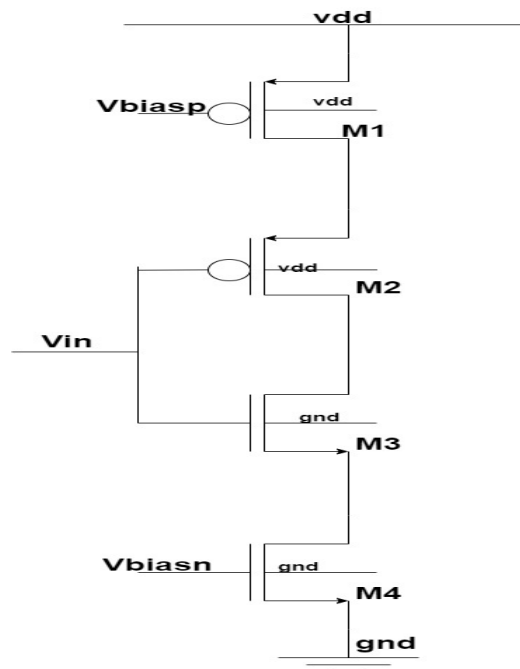 vdd
Vbiasp
vdd
M1
vdd
M2
Vin
gnd
M3
Vbiasn
gnd
M4
gnd